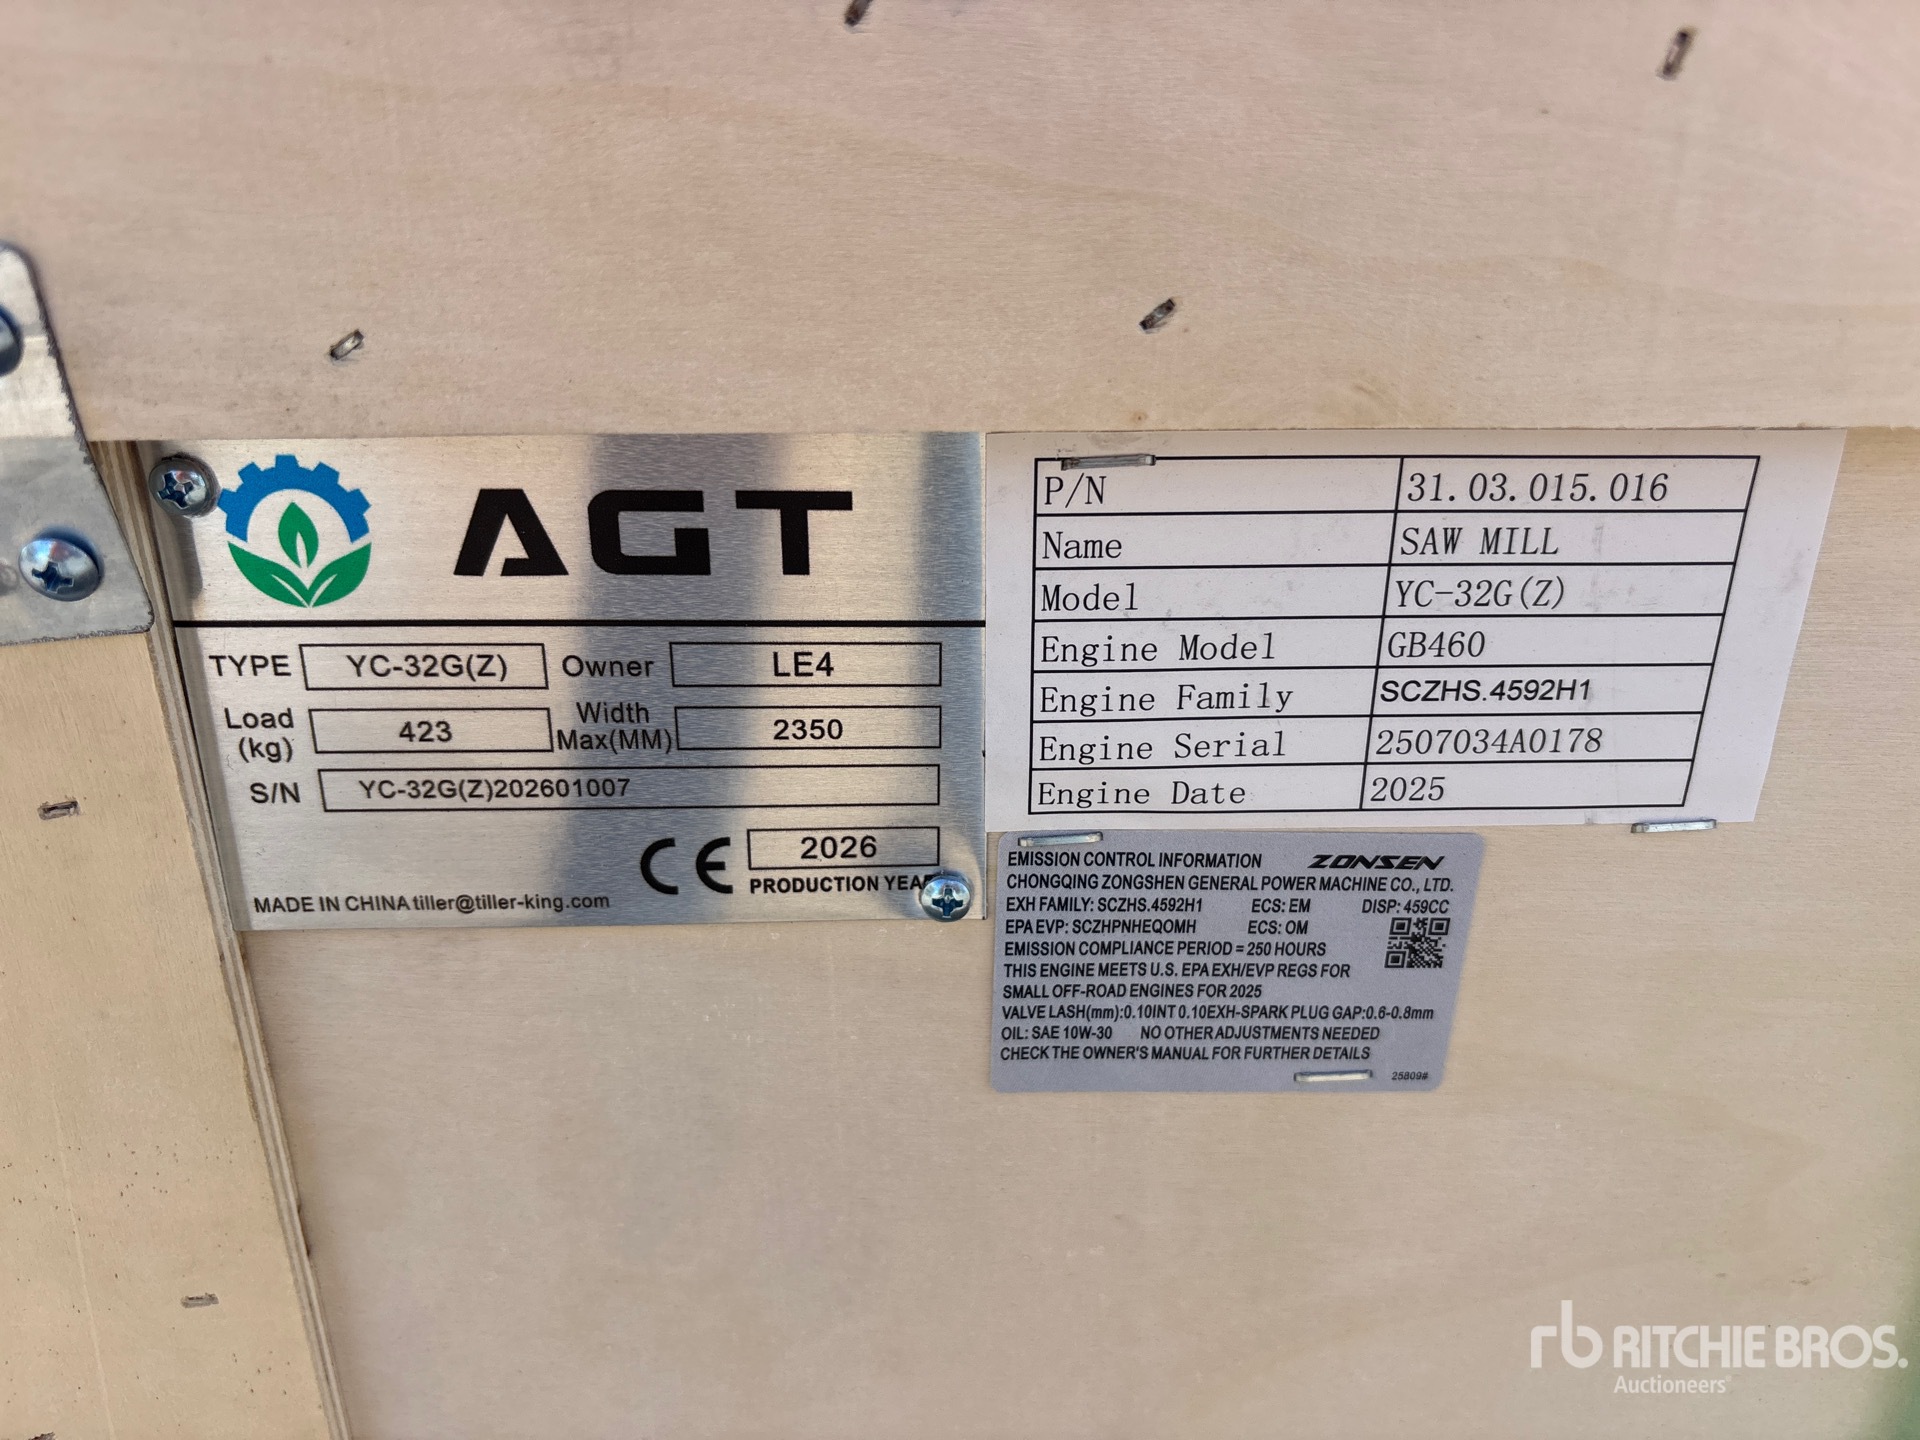 AGT
TYPE YC-32G(Z) Owner LE4
Load (kg) 423 Width Max(MM) 2350
S/N YC-32G(Z)202601007
CE 2026
PRODUCTION YEAR
MADE IN CHINA tiller@tiller-king.com
P/N 31.03.015.016
Name SAW MILL
Model YC-32G(Z)
Engine Model GB460
Engine Family SCZHS.4592H1
Engine Serial 2507034A0178
Engine Date 2025
EMISSION CONTROL INFORMATION ZONSEN
CHONGQING ZONGSHEN GENERAL POWER MACHINE CO., LTD.
EXH FAMILY: SCZHS.4592H1 ECS: EM DISP: 459CC
EPA EVP: SCZHPNHEQOMH ECS: OM
EMISSION COMPLIANCE PERIOD = 250 HOURS
THIS ENGINE MEETS U.S. EPA EXH/EVP REGS FOR
SMALL OFF-ROAD ENGINES FOR 2025
VALVE LASH(mm):0.10INT 0.10EXH-SPARK PLUG GAP:0.6-0.8mm
OIL: SAE 10W-30 NO OTHER ADJUSTMENTS NEEDED
CHECK THE OWNER'S MANUAL FOR FURTHER DETAILS
25809#
rb RITCHIE BROS.
Auctioneers